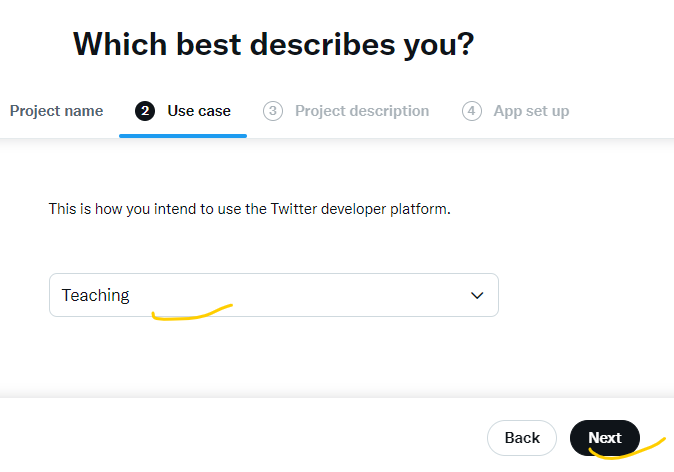 Which best describes you?
Project name 2 Use case 3 Project description 4 App set up
This is how you intend to use the Twitter developer platform.
Teaching
Back Next